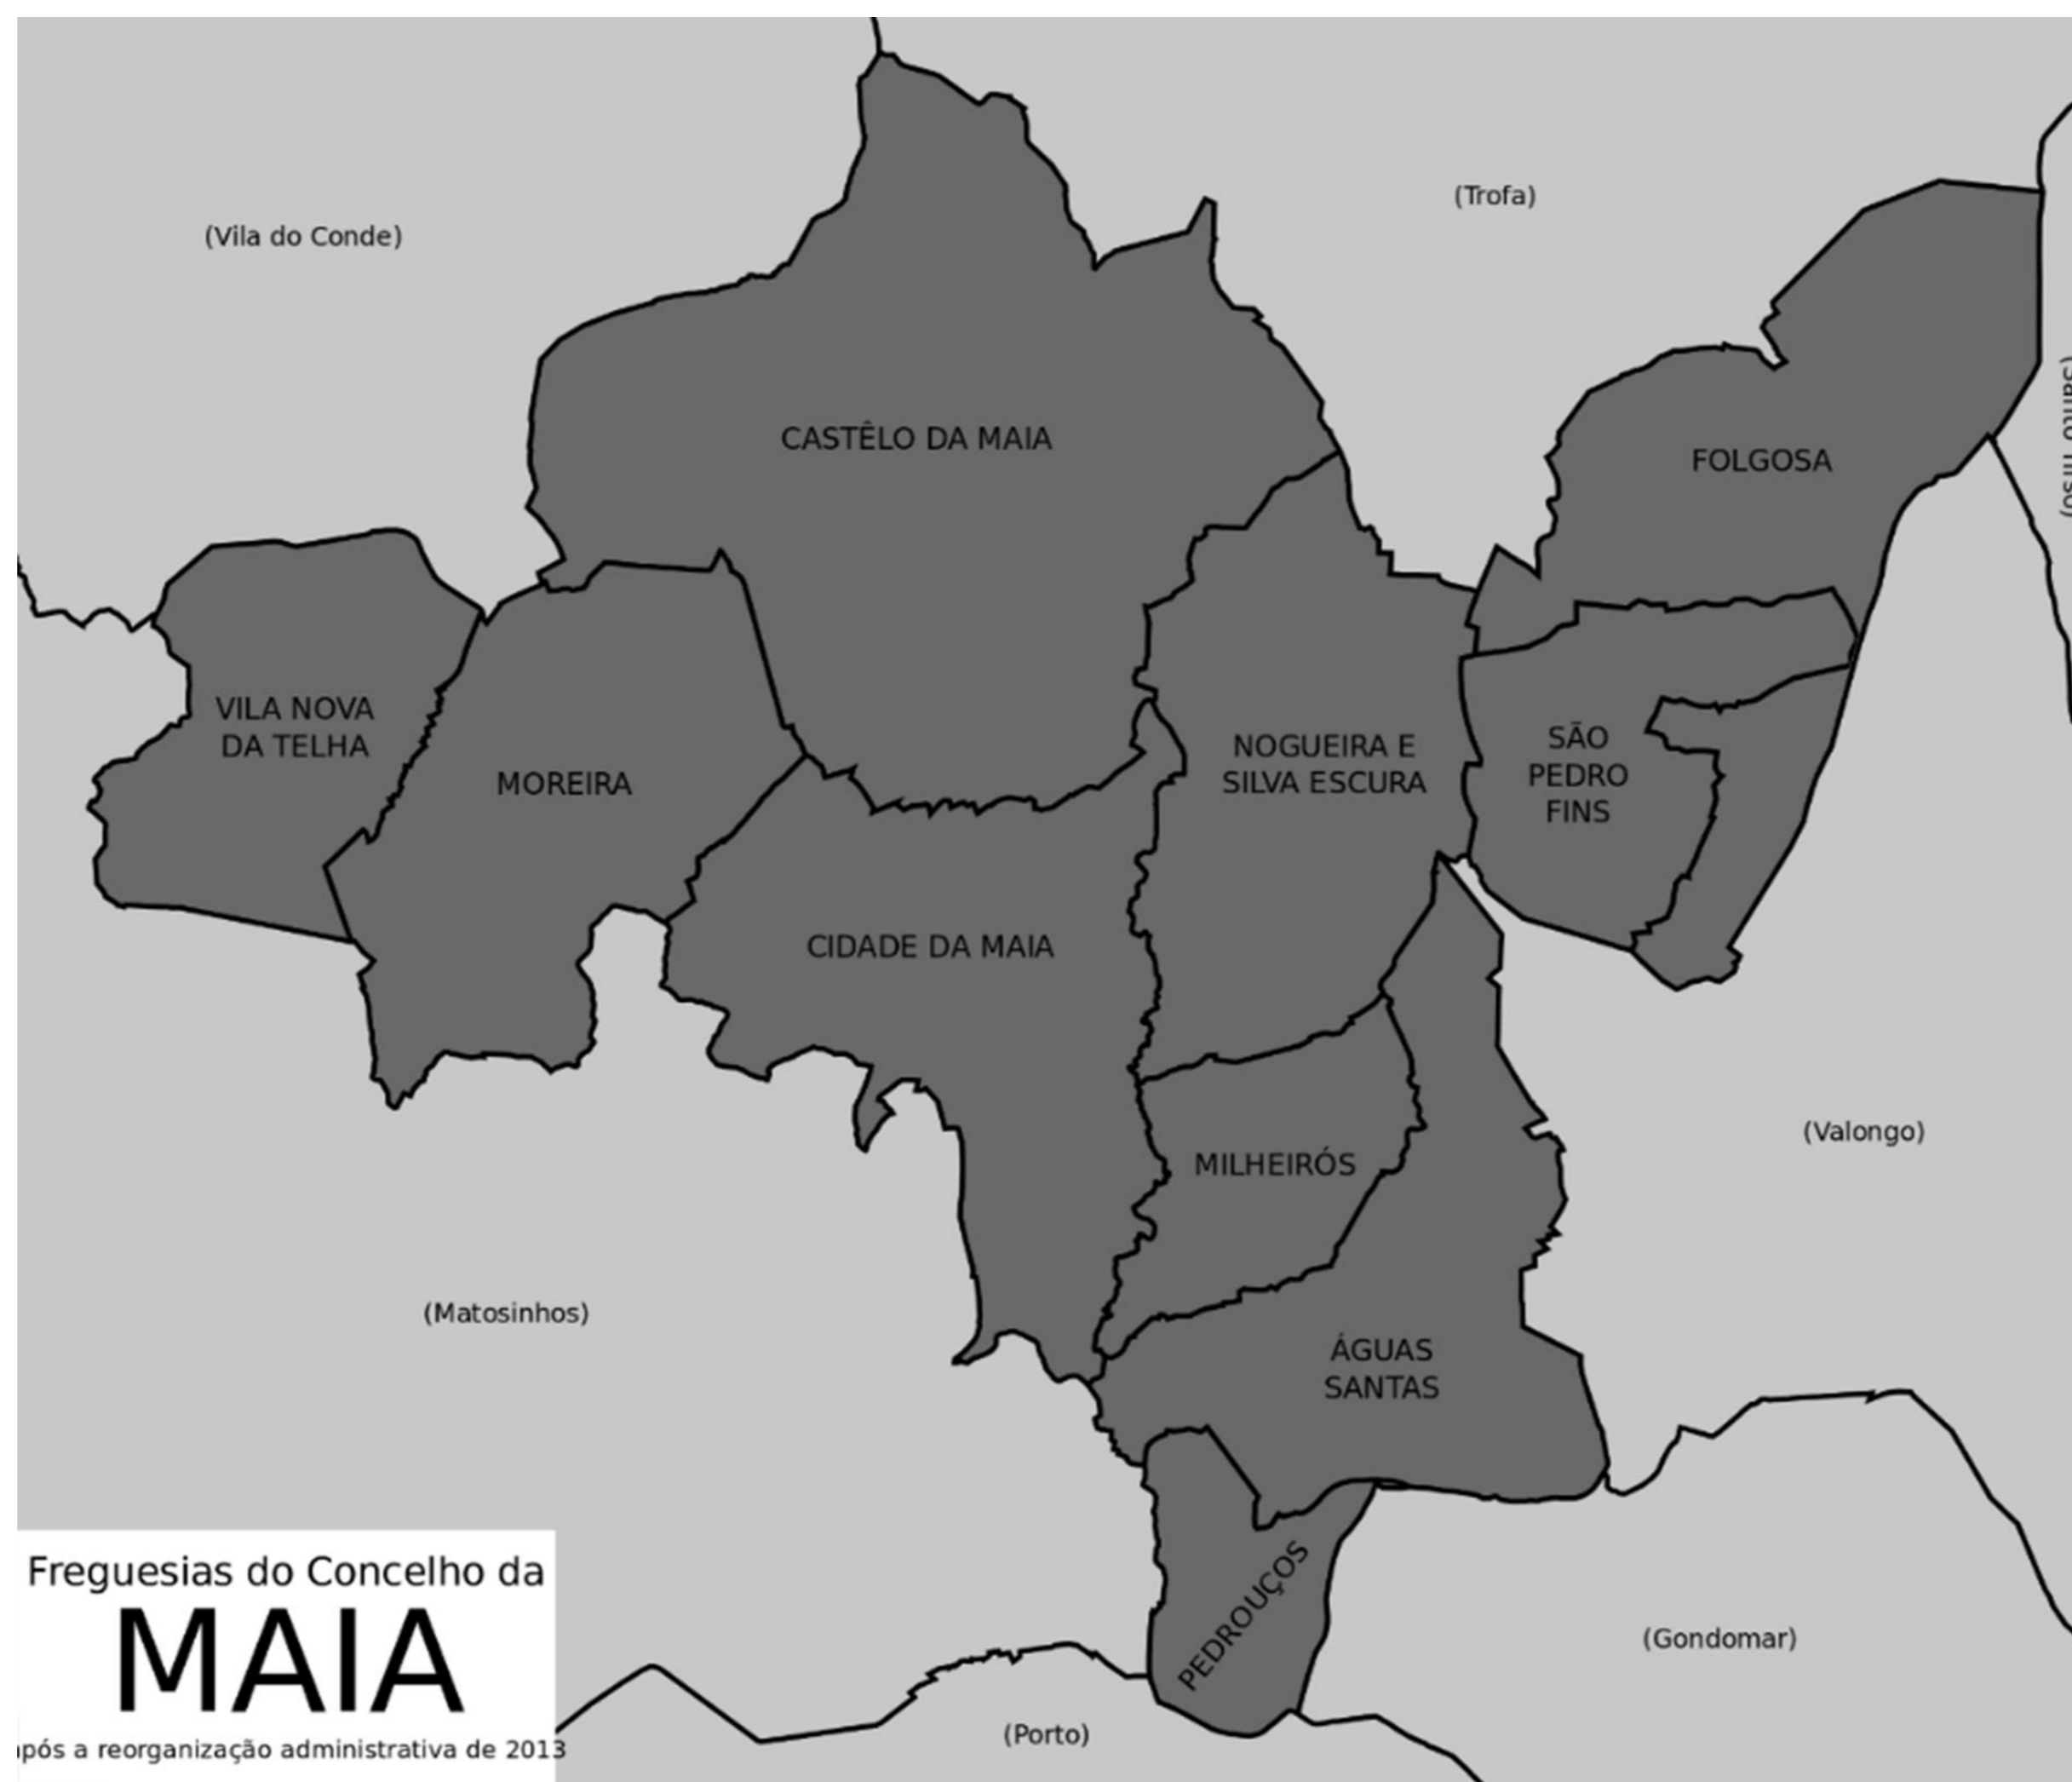 (Vila do Conde)
(Trofa)
(Santo Tirso)
CASTÊLO DA MAIA
FOLGOSA
VILA NOVA
DA TELHA
MOREIRA
NOGUEIRA E
SILVA ESCURA
SÃO
PEDRO
FINS
CIDADE DA MAIA
MILHEIRÓS
(Valongo)
(Matosinhos)
ÁGUAS
SANTAS
PEDROUÇOS
(Gondomar)
(Porto)
Freguesias do Concelho da
MAIA
pós a reorganização administrativa de 2013